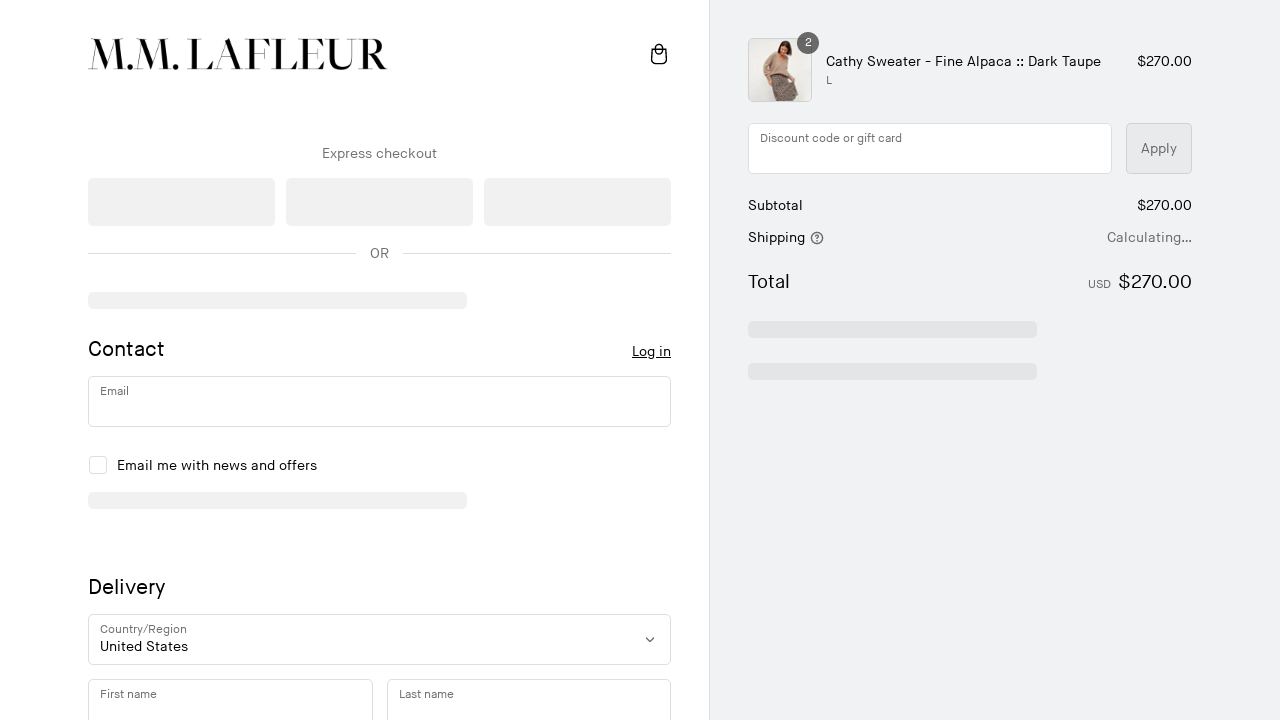 M.M. LAFLEUR
Express checkout
OR
Contact
Log in
Email
Email me with news and offers
Delivery
Country/Region
United States
First name
Last name
2
Cathy Sweater - Fine Alpaca :: Dark Taupe
$270.00
L
Discount code or gift card
Apply
Subtotal
$270.00
Shipping
Calculating...
Total
USD $270.00